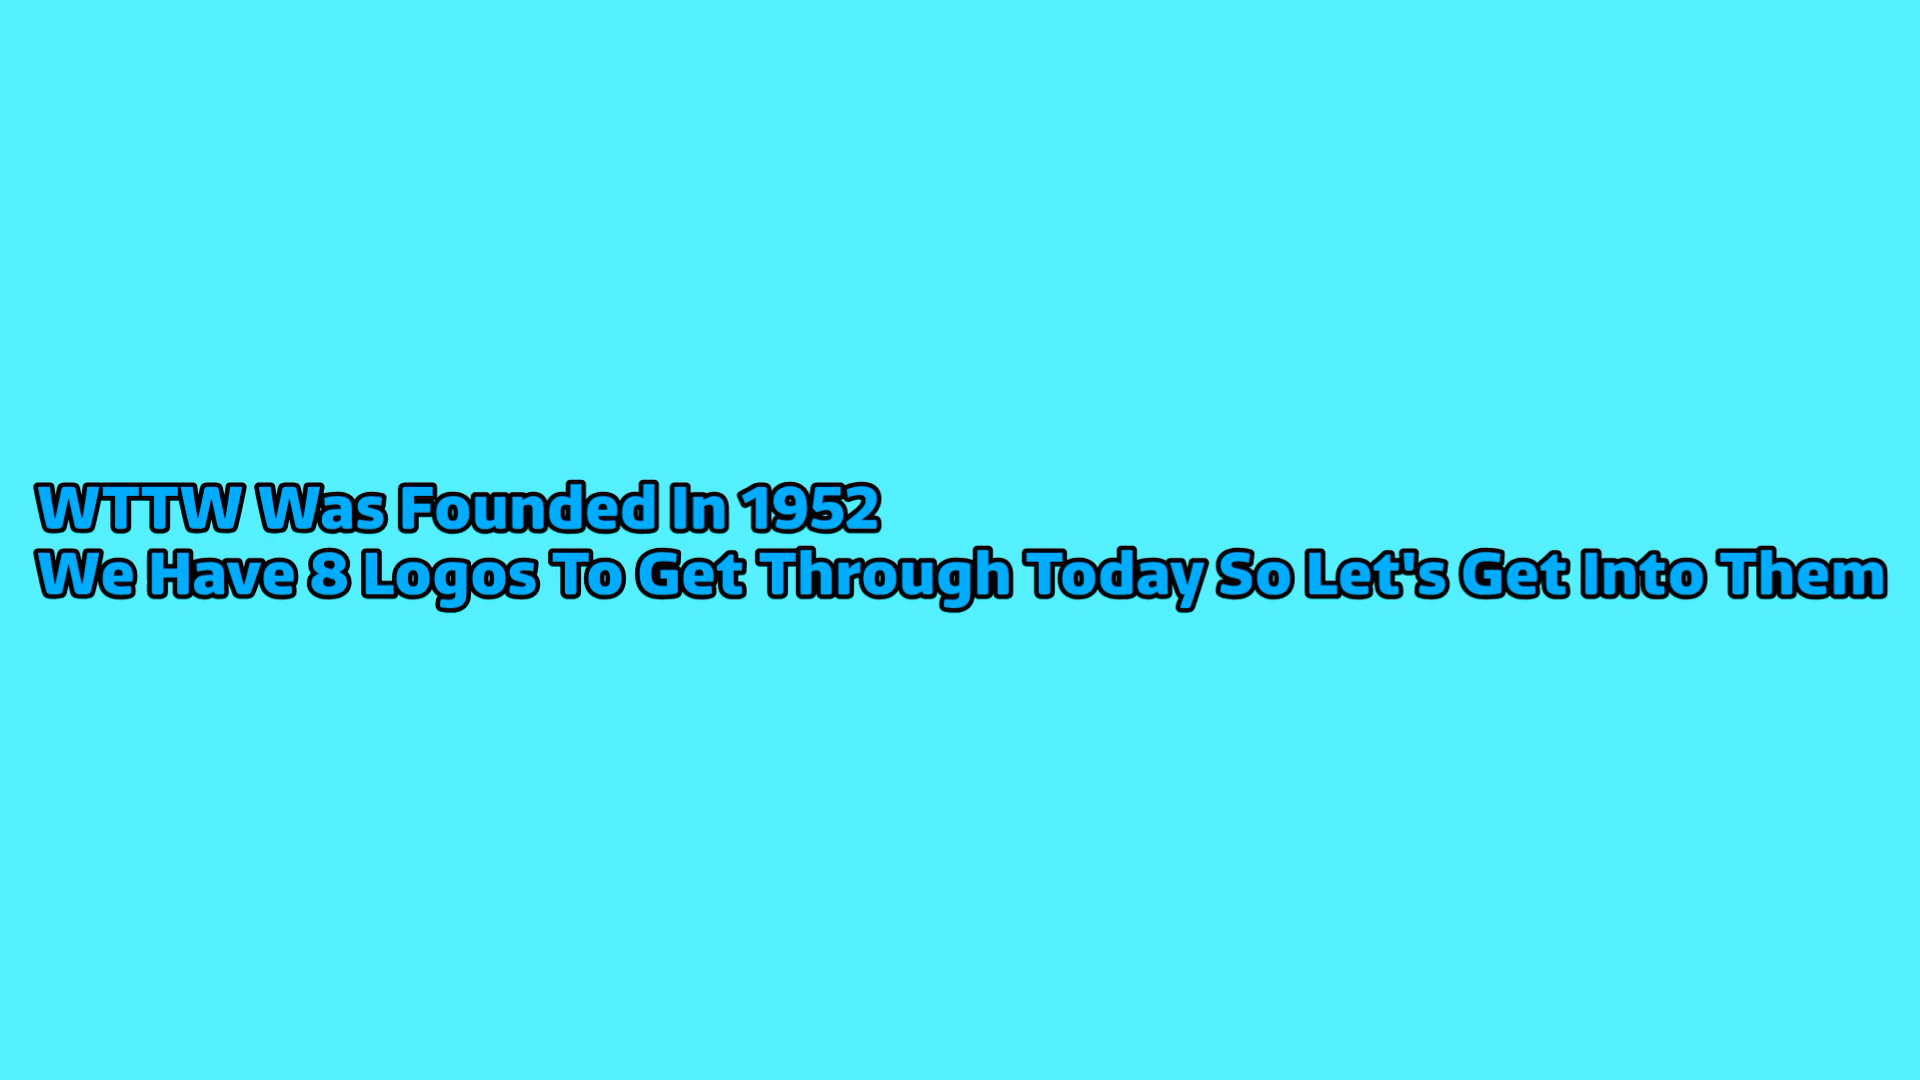 WTTW Was Founded In 1952
We Have 8 Logos To Get Through Today So Let's Get Into Them